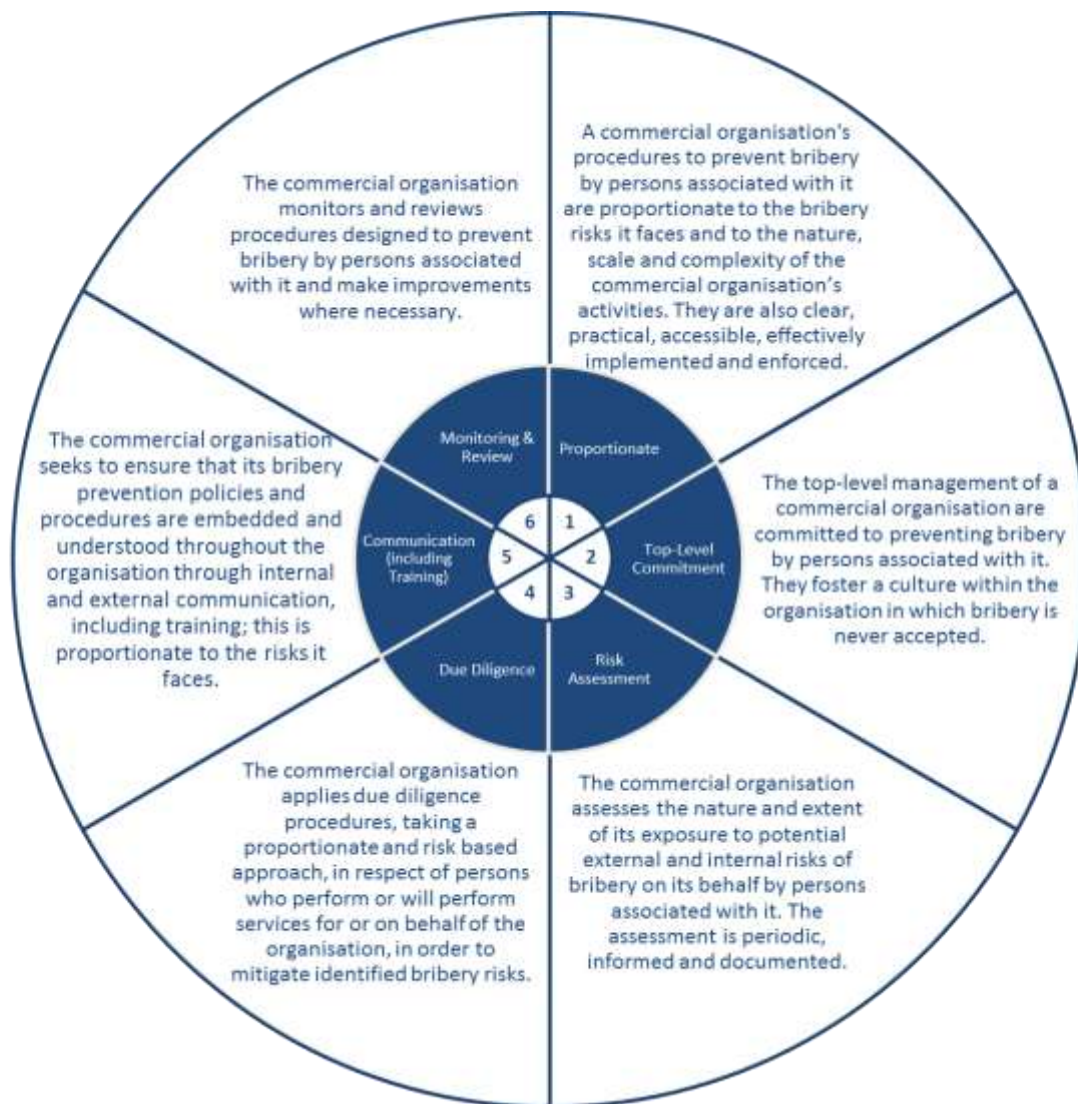 A commercial organisation's
procedures to prevent bribery
by persons associated with it
are proportionate to the bribery
risks it faces and to the nature,
scale and complexity of the
commercial organisation's
activities. They are also clear,
practical, accessible, effectively
implemented and enforced.
Proportionate
1
The top-level management of a
commercial organisation are
committed to preventing bribery
by persons associated with it.
They foster a culture within the
organisation in which bribery is
never accepted.
Top-Level
Commitment
2
The commercial organisation
assesses the nature and extent
of its exposure to potential
external and internal risks of
bribery on its behalf by persons
associated with it. The
assessment is periodic,
informed and documented.
Risk
Assessment
3
The commercial organisation
applies due diligence
procedures, taking a
proportionate and risk based
approach, in respect of persons
who perform or will perform
services for or on behalf of the
organisation, in order to
mitigate identified bribery risks.
Due Diligence
4
The commercial organisation
seeks to ensure that its bribery
prevention policies and
procedures are embedded and
understood throughout the
organisation through internal
and external communication,
including training; this is
proportionate to the risks it
faces.
Communication
(including
Training)
5
The commercial organisation
monitors and reviews
procedures designed to prevent
bribery by persons associated
with it and make improvements
where necessary.
Monitoring &
Review
6